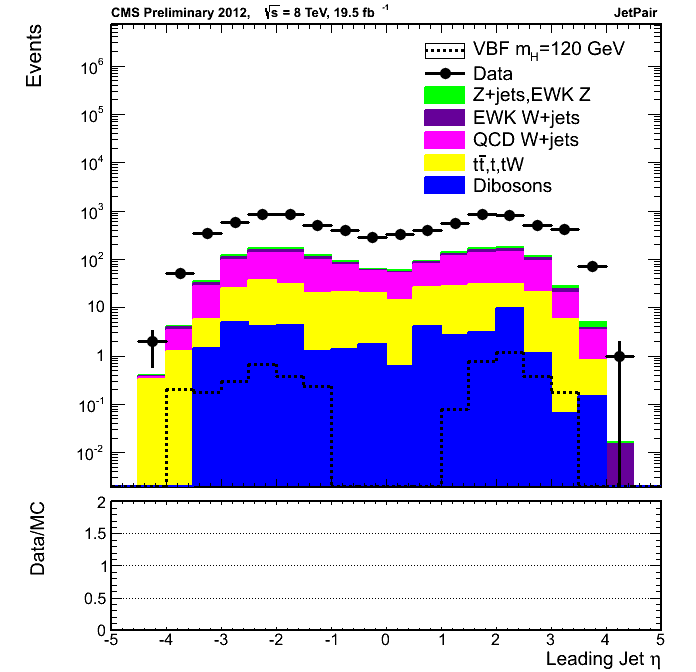 CMS Preliminary 2012, √s = 8 TeV, 19.5 fb⁻¹ JetPair
Events
10⁶
10⁵
10⁴
10³
10²
10
1
10⁻¹
10⁻²
VBF m_H=120 GeV
Data
Z+jets,EWK Z
EWK W+jets
QCD W+jets
tt̄,t,tW
Dibosons
Data/MC
2
1.5
1
0.5
0
-5 -4 -3 -2 -1 0 1 2 3 4 5
Leading Jet η